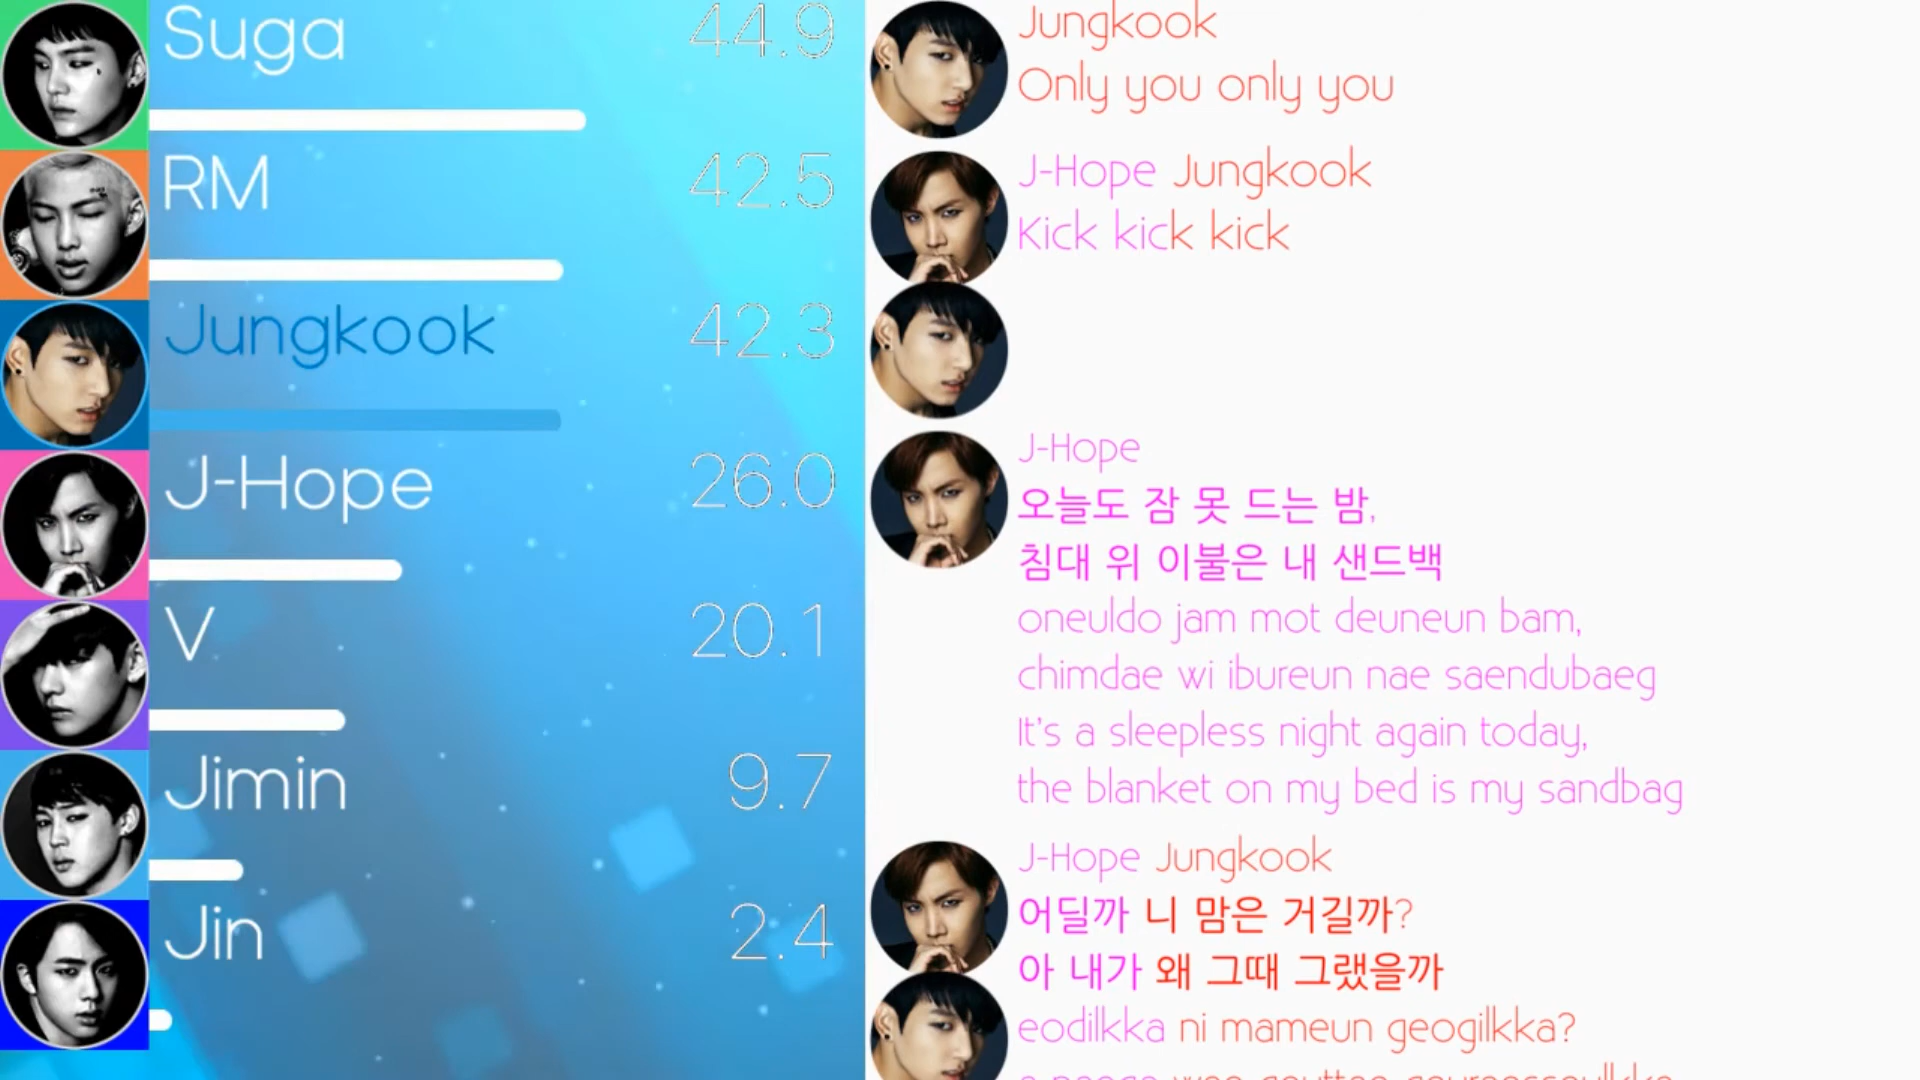 Suga 44.9
RM 42.5
Jungkook 42.3
J-Hope 26.0
V 20.1
Jimin 9.7
Jin 2.4
Jungkook
Only you only you
J-Hope Jungkook
Kick kick kick
J-Hope
오늘도 잠 못 드는 밤,
침대 위 이불은 내 샌드백
oneuldo jam mot deuneun bam,
chimdae wi ibureun nae saendubaeg
It's a sleepless night again today,
the blanket on my bed is my sandbag
J-Hope Jungkook
어딜까 니 맘은 거길까?
아 내가 왜 그때 그랬을까
eodilkka ni mameun geogilkka?